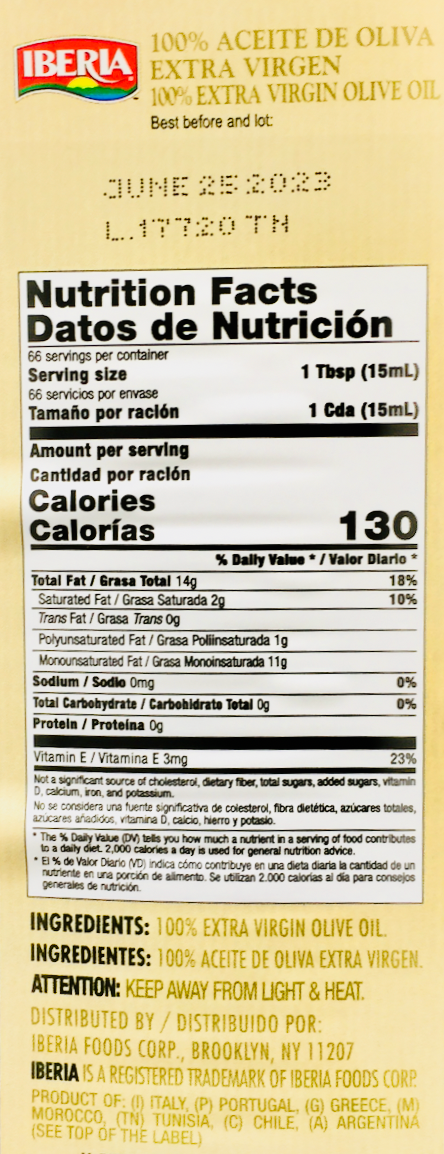 IBERIA
100% ACEITE DE OLIVA
EXTRA VIRGEN
100% EXTRA VIRGIN OLIVE OIL
Best before and lot:
JUNE 25 2023
L.17720 TN
Nutrition Facts
Datos de Nutrición
66 servings per container
Serving size 1 Tbsp (15mL)
66 servicios por envase
Tamaño por ración 1 Cda (15mL)
Amount per serving
Cantidad por ración
Calories
Calorías 130
% Daily Value * / Valor Diario *
Total Fat / Grasa Total 14g 18%
Saturated Fat / Grasa Saturada 2g 10%
Trans Fat / Grasa Trans 0g
Polyunsaturated Fat / Grasa Poliinsaturada 1g
Monounsaturated Fat / Grasa Monoinsaturada 11g
Sodium / Sodio 0mg 0%
Total Carbohydrate / Carbohidrato Total 0g 0%
Protein / Proteína 0g
Vitamin E / Vitamina E 3mg 23%
Not a significant source of cholesterol, dietary fiber, total sugars, added sugars, vitamin
D, calcium, iron, and potassium.
No se considera una fuente significativa de colesterol, fibra dietética, azúcares totales,
azúcares añadidos, vitamina D, calcio, hierro y potasio.
* The % Daily Value (DV) tells you how much a nutrient in a serving of food contributes
to a daily diet. 2,000 calories a day is used for general nutrition advice.
* El % de Valor Diario (VD) indica cómo contribuye en una dieta diaria la cantidad de un
nutriente en una porción de alimento. Se utilizan 2.000 calorias al día para consejos
generales de nutrición.
INGREDIENTS: 100% EXTRA VIRGIN OLIVE OIL.
INGREDIENTES: 100% ACEITE DE OLIVA EXTRA VIRGEN.
ATTENTION: KEEP AWAY FROM LIGHT & HEAT.
DISTRIBUTED BY / DISTRIBUIDO POR:
IBERIA FOODS CORP., BROOKLYN, NY 11207
IBERIA IS A REGISTERED TRADEMARK OF IBERIA FOODS CORP.
PRODUCT OF: (I) ITALY, (P) PORTUGAL, (G) GREECE, (M)
MOROCCO, (TN) TUNISIA, (C) CHILE, (A) ARGENTINA
(SEE TOP OF THE LABEL)